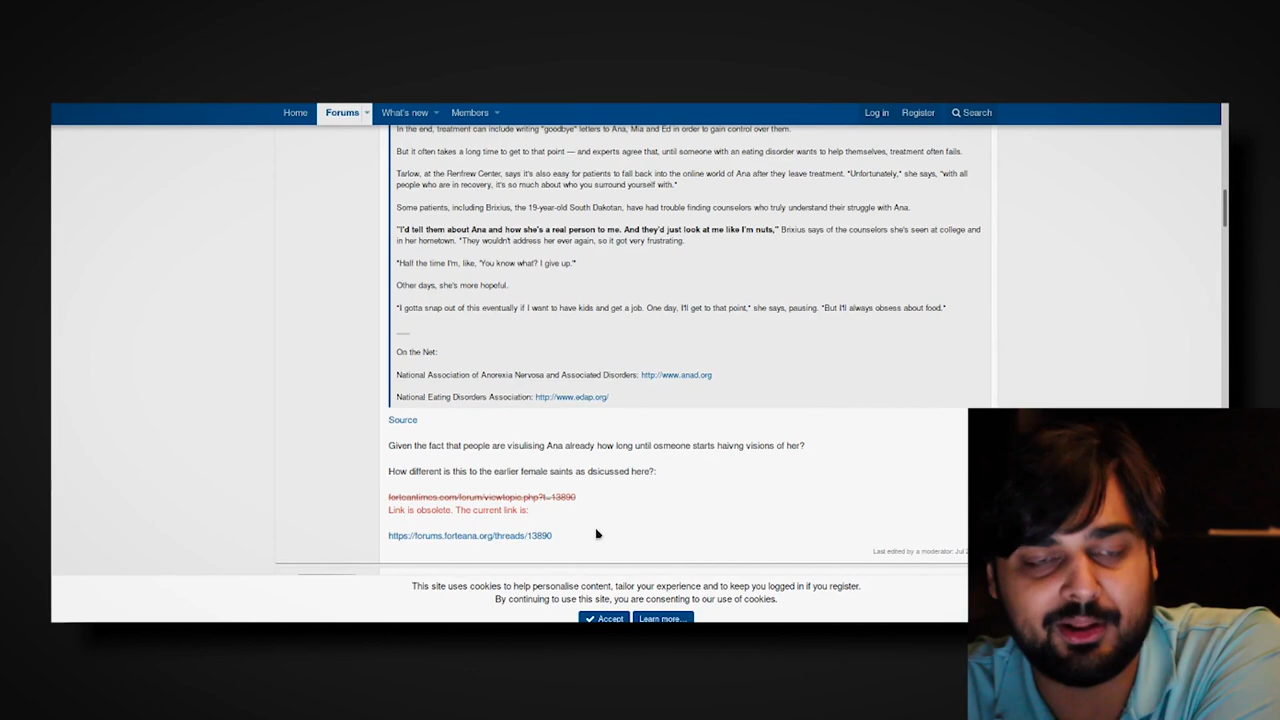 Home Forums What's new Members Log in Register Search
In the end, treatment can include writing "goodbye" letters to Ana, Mia and Ed in order to gain control over them.
But it often takes a long time to get to that point — and experts agree that, until someone with an eating disorder wants to help themselves, treatment often fails.
Tarlow, at the Renfrew Center, says it's also easy for patients to fall back into the online world of Ana after they leave treatment. "Unfortunately," she says, "with all
people who are in recovery, it's so much about who you surround yourself with."
Some patients, including Brixius, the 19-year-old South Dakotan, have had trouble finding counselors who truly understand their struggle with Ana.
"I'd tell them about Ana and how she's a real person to me. And they'd just look at me like I'm nuts," Brixius says of the counselors she's seen at college and
in her hometown. "They wouldn't address her ever again, so it got very frustrating.
"Half the time I'm, like, 'You know what? I give up.'"
Other days, she's more hopeful.
"I gotta snap out of this eventually if I want to have kids and get a job. One day, I'll get to that point," she says, pausing. "But I'll always obsess about food."
___
On the Net:
National Association of Anorexia Nervosa and Associated Disorders: http://www.anad.org
National Eating Disorders Association: http://www.edap.org/
Source
Given the fact that people are visulising Ana already how long until osmeone starts haivng visions of her?
How different is this to the earlier female saints as dsicussed here?:
forteantimes.com/forum/viewtopic.php?t=13890
Link is obsolete. The current link is:
https://forums.forteana.org/threads/13890
Last edited by a moderator: Jul
This site uses cookies to help personalise content, tailor your experience and to keep you logged in if you register.
By continuing to use this site, you are consenting to our use of cookies.
Accept Learn more…